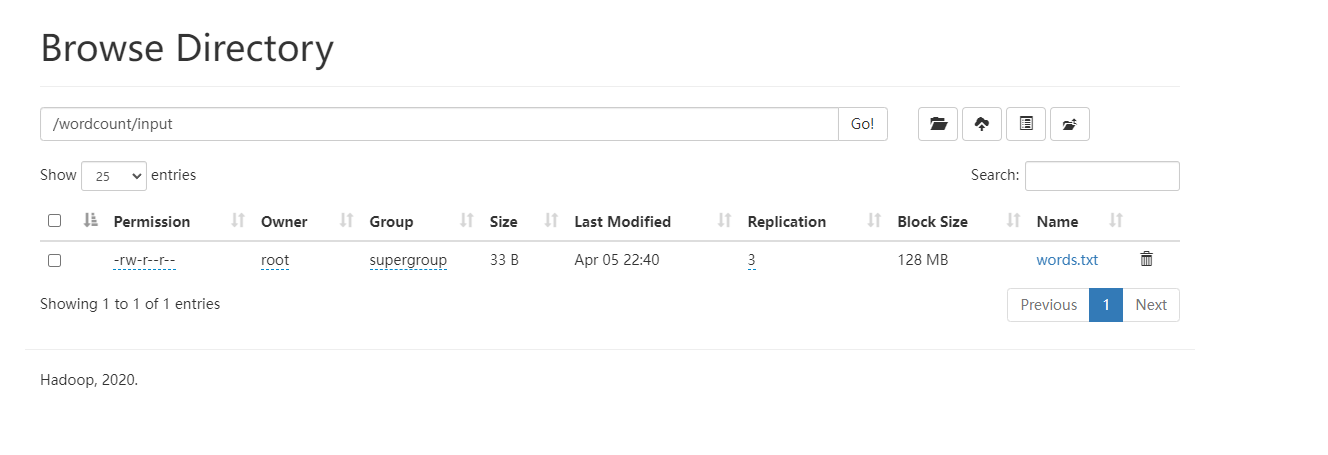 Browse Directory
/wordcount/input Go!
Show 25 entries Search:
Permission Owner Group Size Last Modified Replication Block Size Name
-rw-r--r-- root supergroup 33 B Apr 05 22:40 3 128 MB words.txt
Showing 1 to 1 of 1 entries Previous 1 Next
Hadoop, 2020.